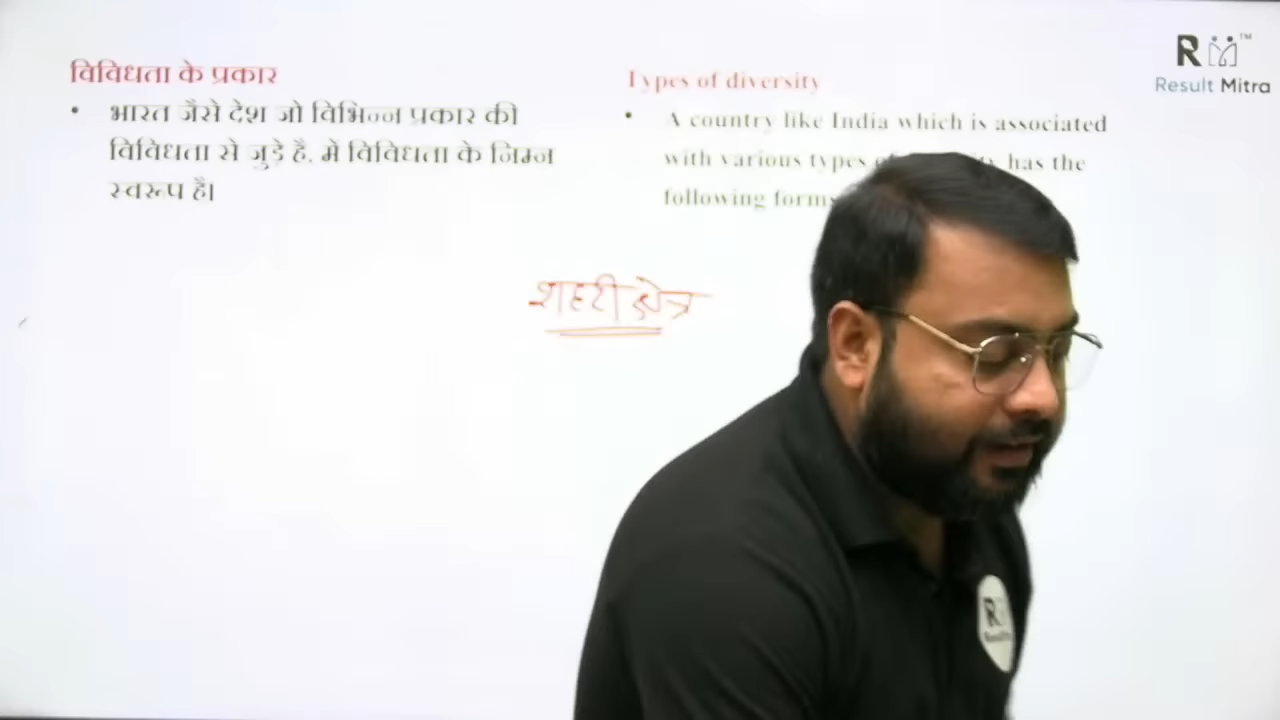 विविधता के प्रकार
• भारत जैसे देश जो विभिन्न प्रकार की
विविधता से जुड़े है, में विविधता के निम्न
स्वरूप है।
Types of diversity
• A country like India which is associated
with various types has the
following forms
शहरी क्षेत्र
R TM
Result Mitra
R